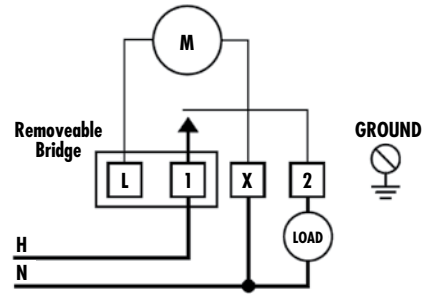 M
Removeable
Bridge
GROUND
L 1 X 2
LOAD
H
N